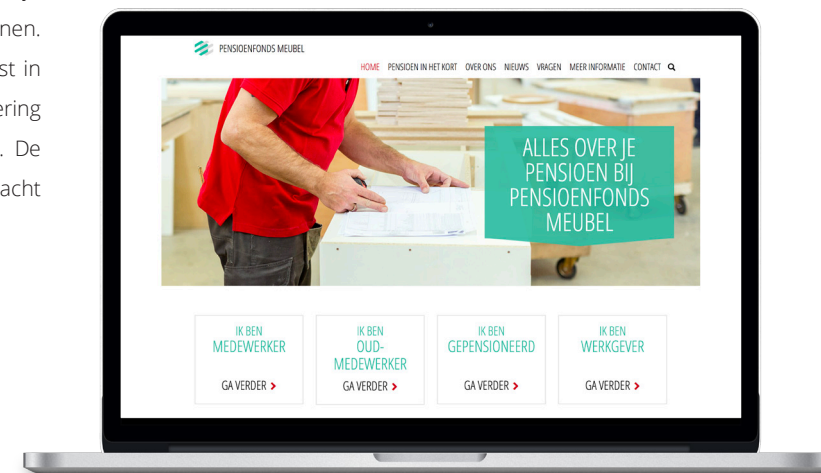 nen.
st in
ering
. De
acht
PENSIOENFONDS MEUBEL
HOME PENSIOEN IN HET KORT OVER ONS NIEUWS VRAGEN MEER INFORMATIE CONTACT
ALLES OVER JE
PENSIOEN BIJ
PENSIOENFONDS
MEUBEL
IK BEN
MEDEWERKER
GA VERDER
IK BEN
OUD-
MEDEWERKER
GA VERDER
IK BEN
GEPENSIONEERD
GA VERDER
IK BEN
WERKGEVER
GA VERDER